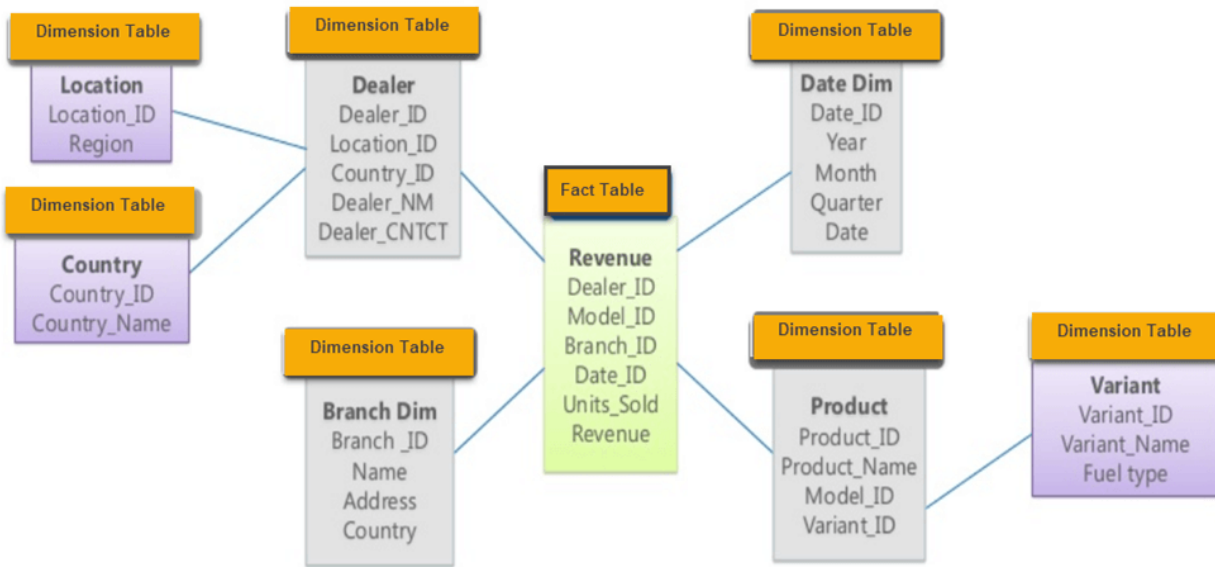 Dimension Table
Location
Location_ID
Region
Dimension Table
Dealer
Dealer_ID
Location_ID
Country_ID
Dealer_NM
Dealer_CNTCT
Dimension Table
Date Dim
Date_ID
Year
Month
Quarter
Date
Dimension Table
Country
Country_ID
Country_Name
Fact Table
Revenue
Dealer_ID
Model_ID
Branch_ID
Date_ID
Units_Sold
Revenue
Dimension Table
Branch Dim
Branch _ID
Name
Address
Country
Dimension Table
Product
Product_ID
Product_Name
Model_ID
Variant_ID
Dimension Table
Variant
Variant_ID
Variant_Name
Fuel type